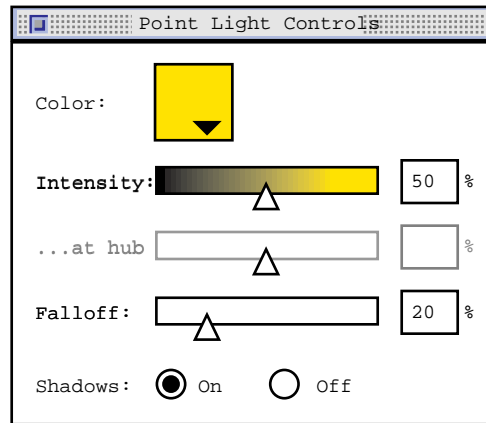 Point Light Controls
Color:
Intensity: 50 %
...at hub %
Falloff: 20 %
Shadows: On Off